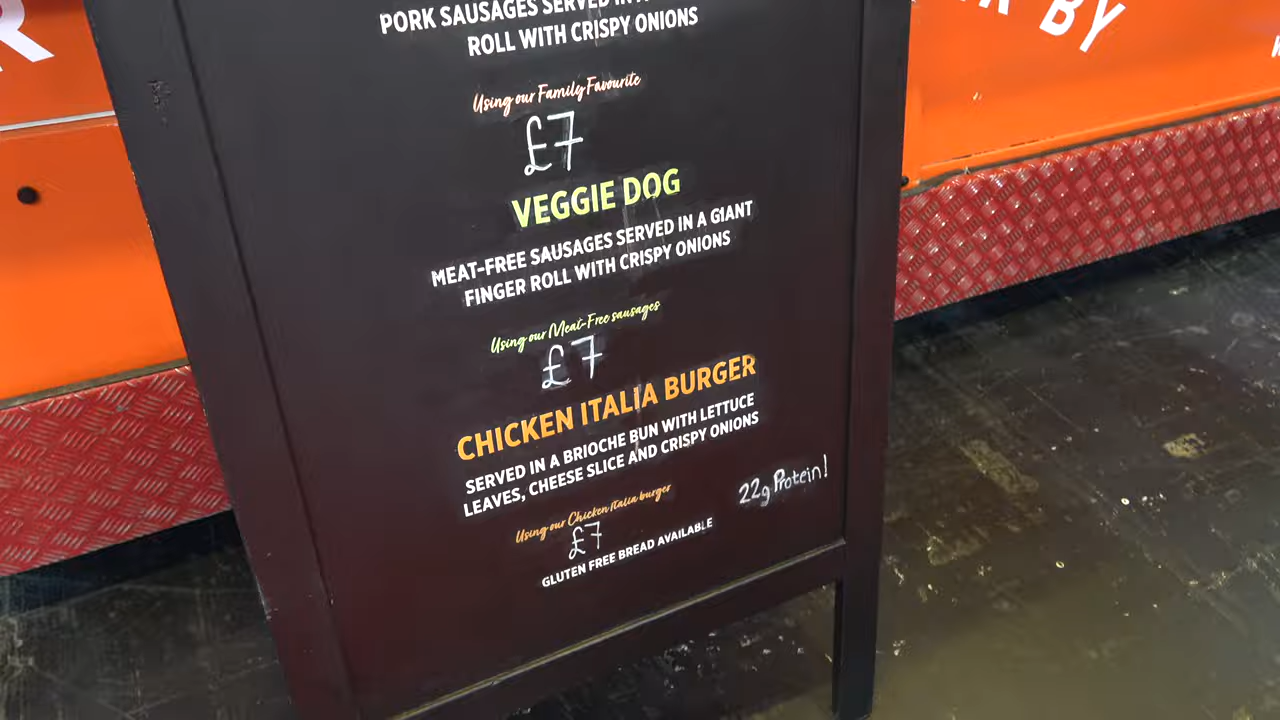 PORK SAUSAGES SERVED IN
ROLL WITH CRISPY ONIONS
Using our Family Favourite
£7
VEGGIE DOG
MEAT-FREE SAUSAGES SERVED IN A GIANT
FINGER ROLL WITH CRISPY ONIONS
Using our Meat-Free sausages
£7
CHICKEN ITALIA BURGER
SERVED IN A BRIOCHE BUN WITH LETTUCE
LEAVES, CHEESE SLICE AND CRISPY ONIONS
Using our Chicken Italia burger
22g Protein!
£7
GLUTEN FREE BREAD AVAILABLE
BY